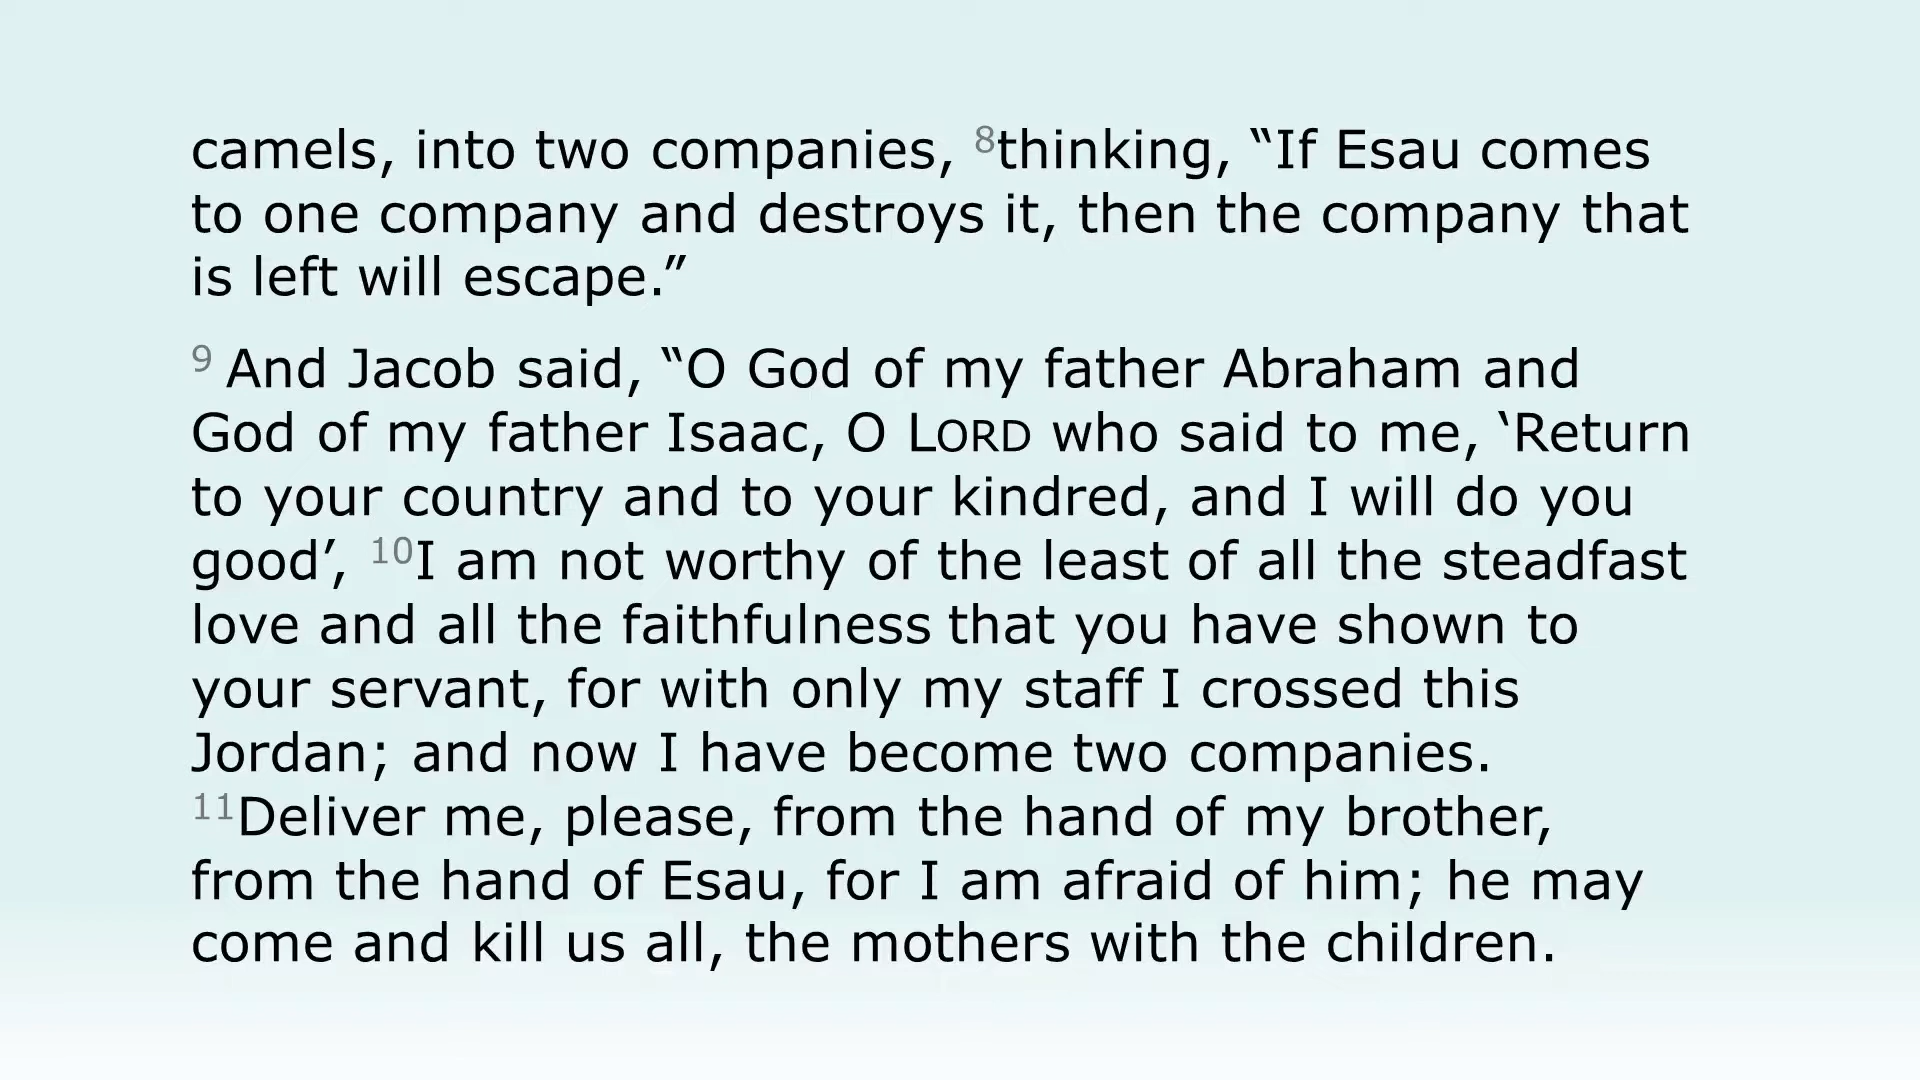 camels, into two companies, 8thinking, “If Esau comes
to one company and destroys it, then the company that
is left will escape.”
9 And Jacob said, “O God of my father Abraham and
God of my father Isaac, O LORD who said to me, ‘Return
to your country and to your kindred, and I will do you
good’, 10I am not worthy of the least of all the steadfast
love and all the faithfulness that you have shown to
your servant, for with only my staff I crossed this
Jordan; and now I have become two companies.
11Deliver me, please, from the hand of my brother,
from the hand of Esau, for I am afraid of him; he may
come and kill us all, the mothers with the children.